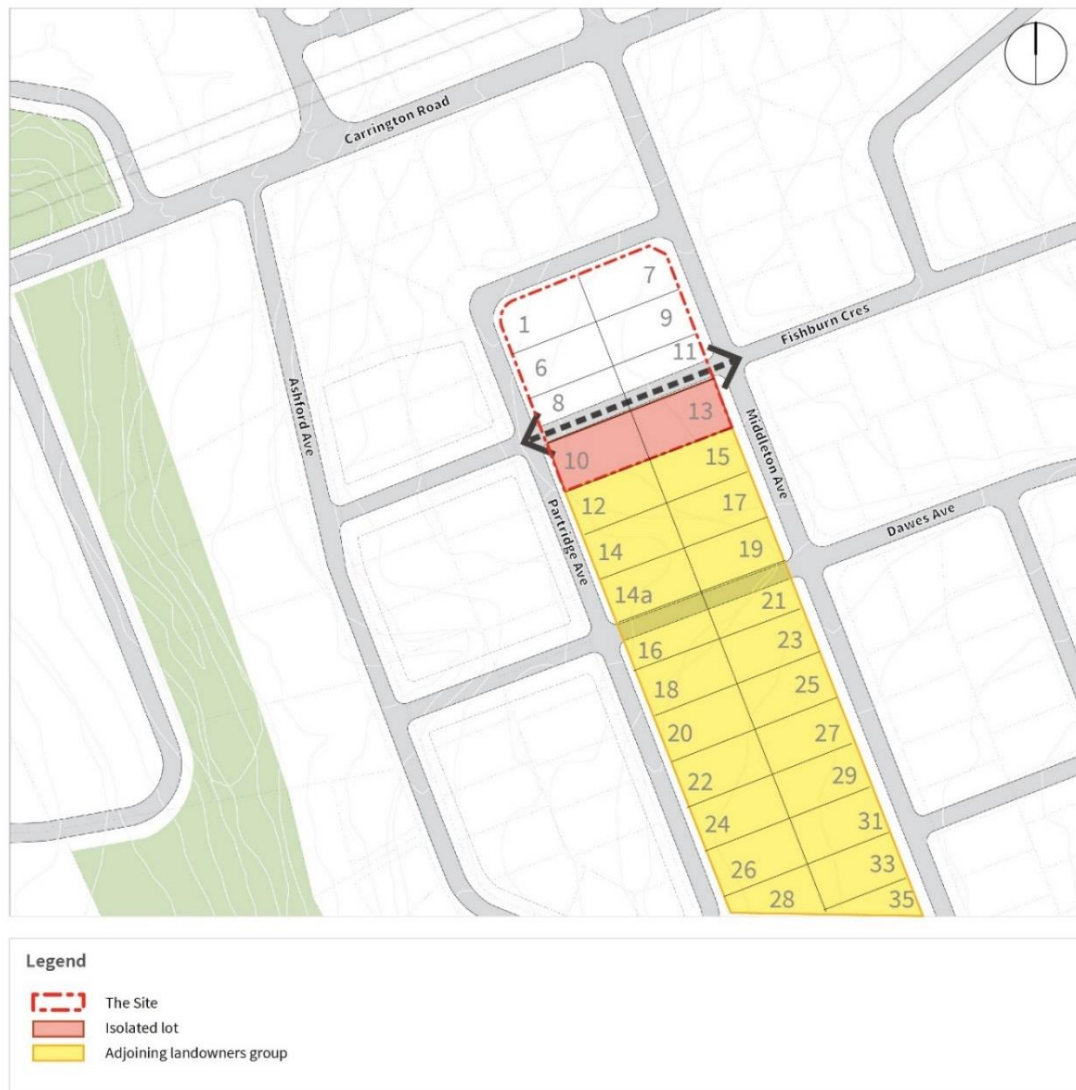 Carrington Road
7
1
9
Fishburn Cres
11
6
8
13
Ashford Ave
10
Middleton Ave
15
12
17
Partridge Ave
Dawes Ave
14
19
14a
21
16
23
18
25
20
27
22
29
24
31
26
33
28
35
Legend
The Site
Isolated lot
Adjoining landowners group